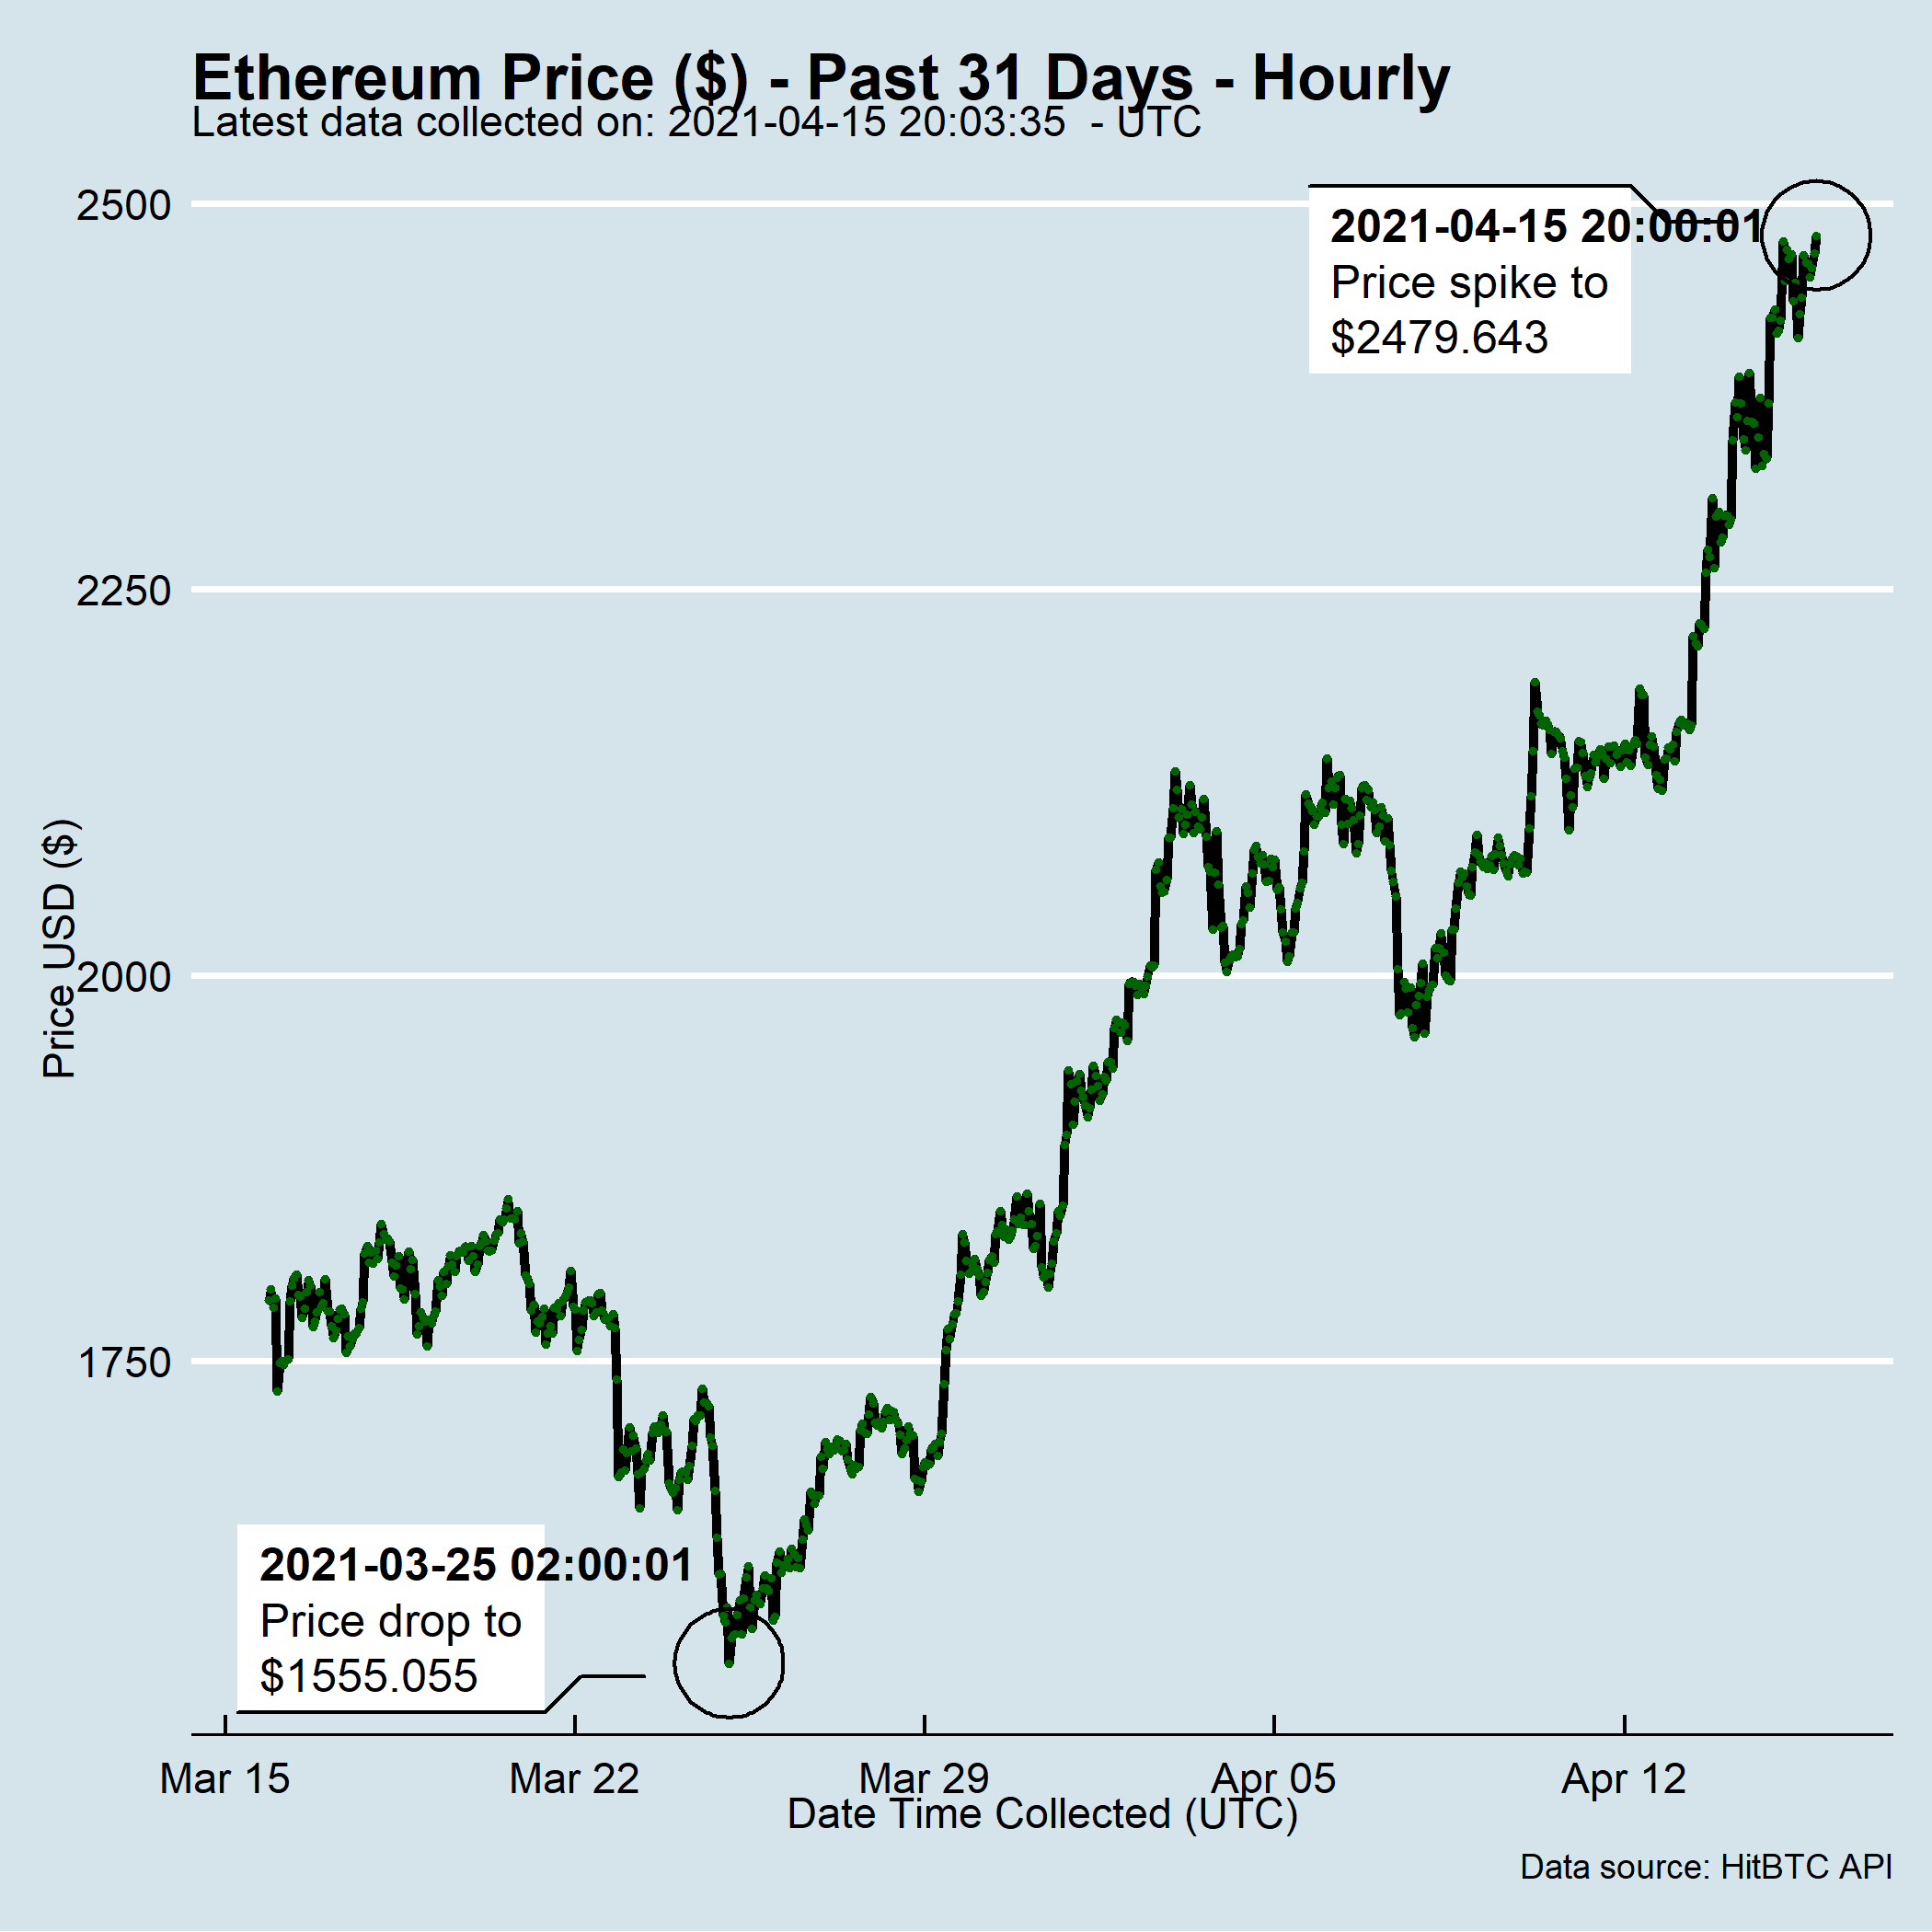 Ethereum Price ($) - Past 31 Days - Hourly
Latest data collected on: 2021-04-15 20:03:35  - UTC
2500
2021-04-15 20:00:01
Price spike to
$2479.643
2250
Price USD ($)
2000
1750
2021-03-25 02:00:01
Price drop to
$1555.055
Mar 15 Mar 22 Mar 29 Apr 05 Apr 12
Date Time Collected (UTC)
Data source: HitBTC API